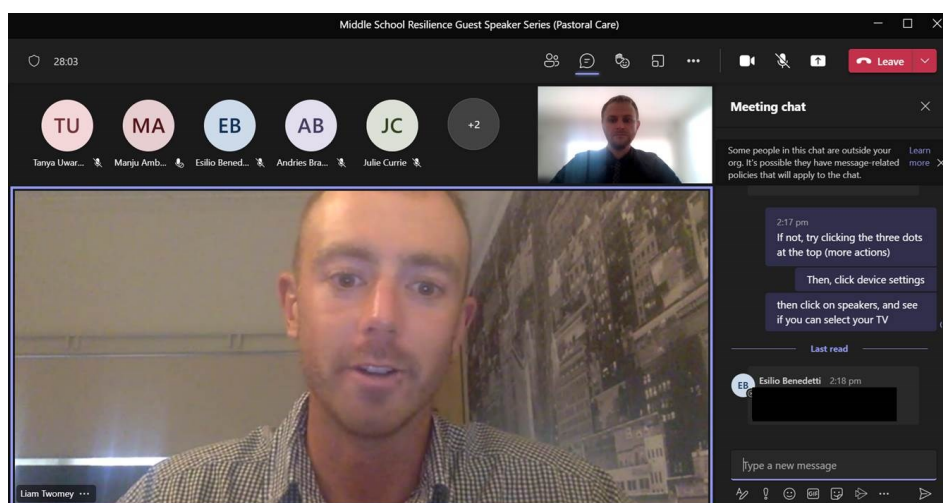 Middle School Resilience Guest Speaker Series (Pastoral Care)
28:03
Leave
TU
MA
EB
AB
JC
+2
Tanya Uwar...
Manju Amb...
Esilio Bened...
Andries Bra...
Julie Currie
Liam Twomey
Meeting chat
Some people in this chat are outside your
org. It's possible they have message-related
policies that will apply to the chat.
Learn
more
2:17 pm
If not, try clicking the three dots
at the top (more actions)
Then, click device settings
then click on speakers, and see
if you can select your TV
Last read
EB
Esilio Benedetti 2:18 pm
Type a new message
GIF